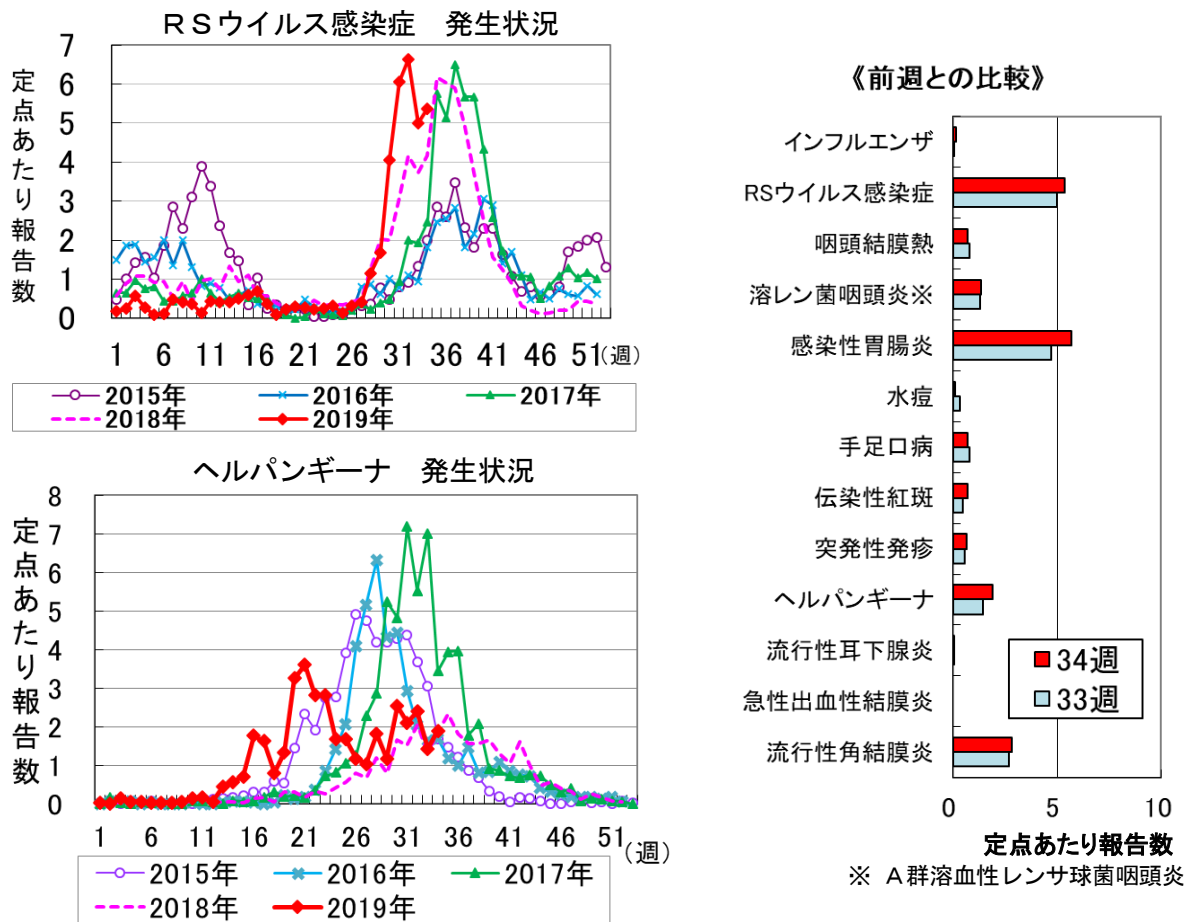 RSウイルス感染症　発生状況
定点あたり報告数
7
6
5
4
3
2
1
0
1 6 11 16 21 26 31 36 41 46 51(週)
2015年 2016年 2017年
2018年 2019年
ヘルパンギーナ　発生状況
定点あたり報告数
8
7
6
5
4
3
2
1
0
1 6 11 16 21 26 31 36 41 46 51 (週)
2015年 2016年 2017年
2018年 2019年
《前週との比較》
インフルエンザ
RSウイルス感染症
咽頭結膜熱
溶レン菌咽頭炎※
感染性胃腸炎
水痘
手足口病
伝染性紅斑
突発性発疹
ヘルパンギーナ
流行性耳下腺炎
急性出血性結膜炎
流行性角結膜炎
34週
33週
0 5 10
定点あたり報告数
※ A群溶血性レンサ球菌咽頭炎